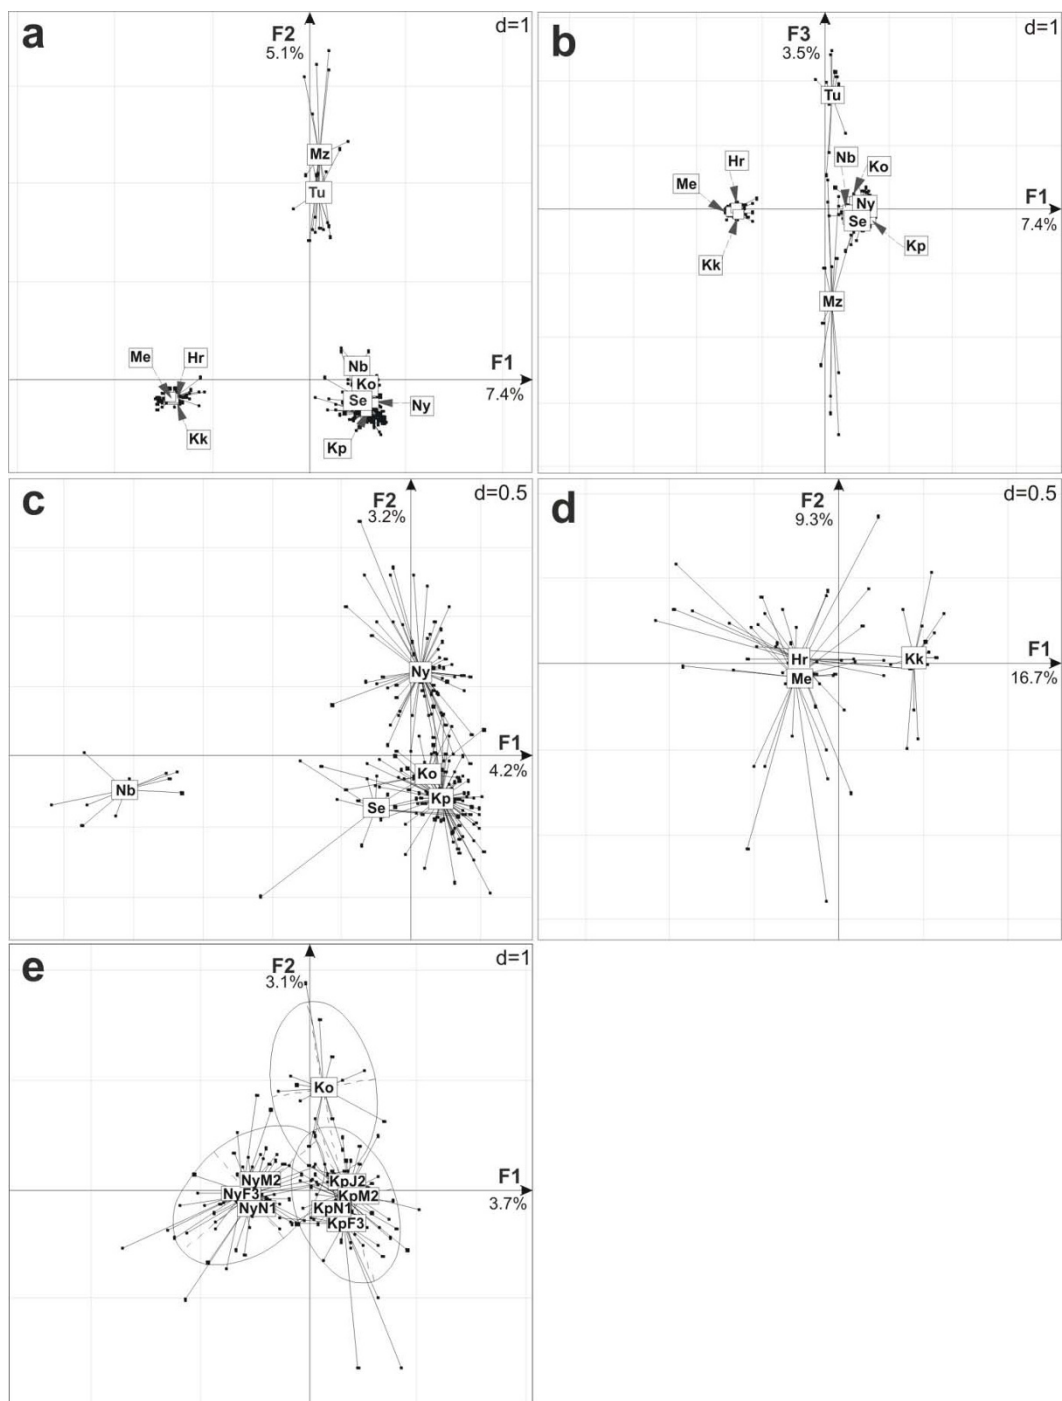 a
F2
5.1%
d=1
Mz
Tu
Me
Hr
Kk
Nb
Ko
Se
Ny
Kp
F1
7.4%
b
F3
3.5%
d=1
Tu
Nb
Ko
Hr
Me
Ny
Se
Kk
Kp
Mz
F1
7.4%
c
F2
3.2%
d=0.5
Ny
F1
4.2%
Ko
Nb
Kp
Se
d
F2
9.3%
d=0.5
Hr
Kk
Me
F1
16.7%
e
F2
3.1%
d=1
Ko
NyM2
KpJ2
NyF3
KpM2
NyN1
KpN1
KpF3
F1
3.7%